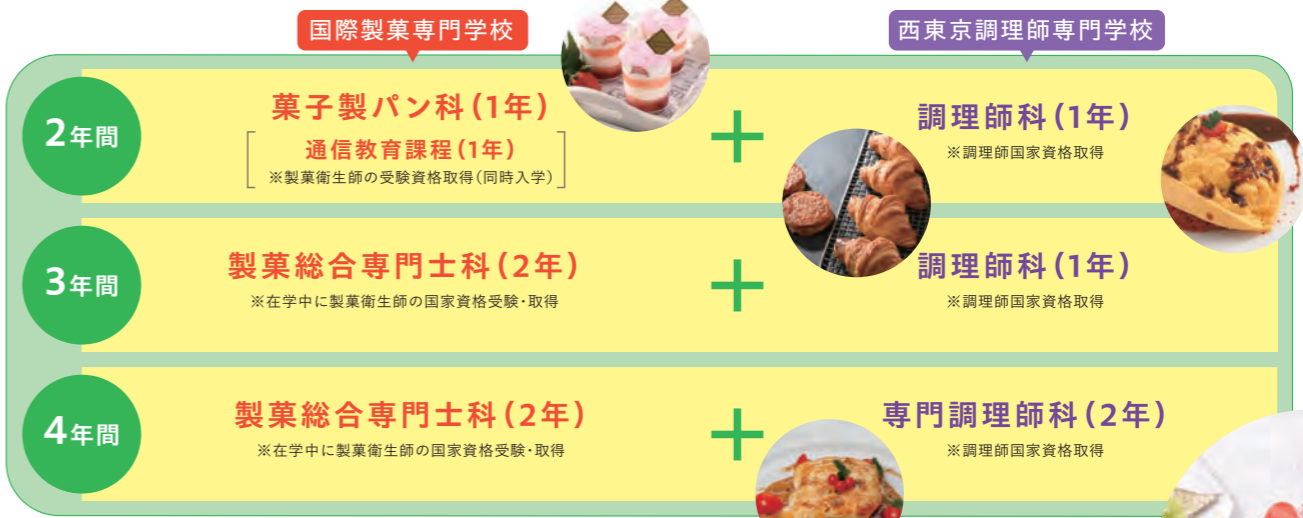 国際製菓専門学校
西東京調理師専門学校
2年間
菓子製パン科(1年)
通信教育課程(1年)
※製菓衛生師の受験資格取得(同時入学)
+
調理師科(1年)
※調理師国家資格取得
3年間
製菓総合専門士科(2年)
※在学中に製菓衛生師の国家資格受験・取得
+
調理師科(1年)
※調理師国家資格取得
4年間
製菓総合専門士科(2年)
※在学中に製菓衛生師の国家資格受験・取得
+
専門調理師科(2年)
※調理師国家資格取得